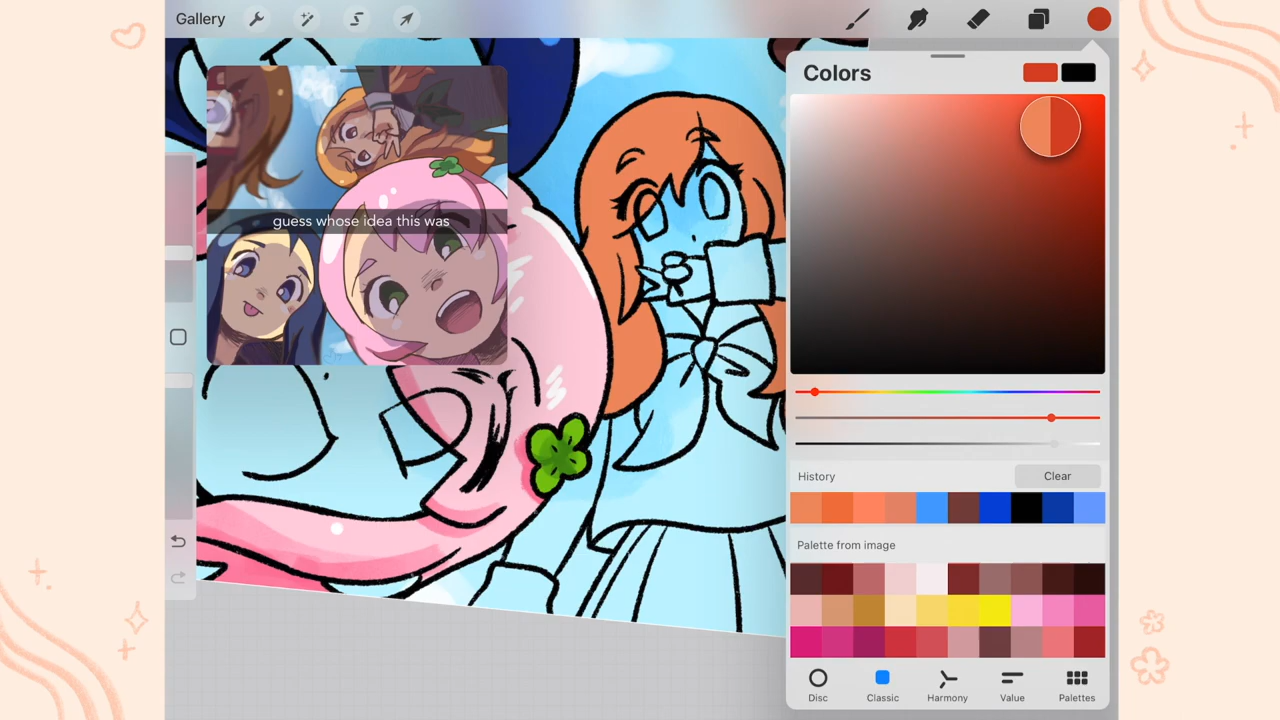 Gallery
Colors
guess whose idea this was
History
Clear
Palette from image
Disc
Classic
Harmony
Value
Palettes